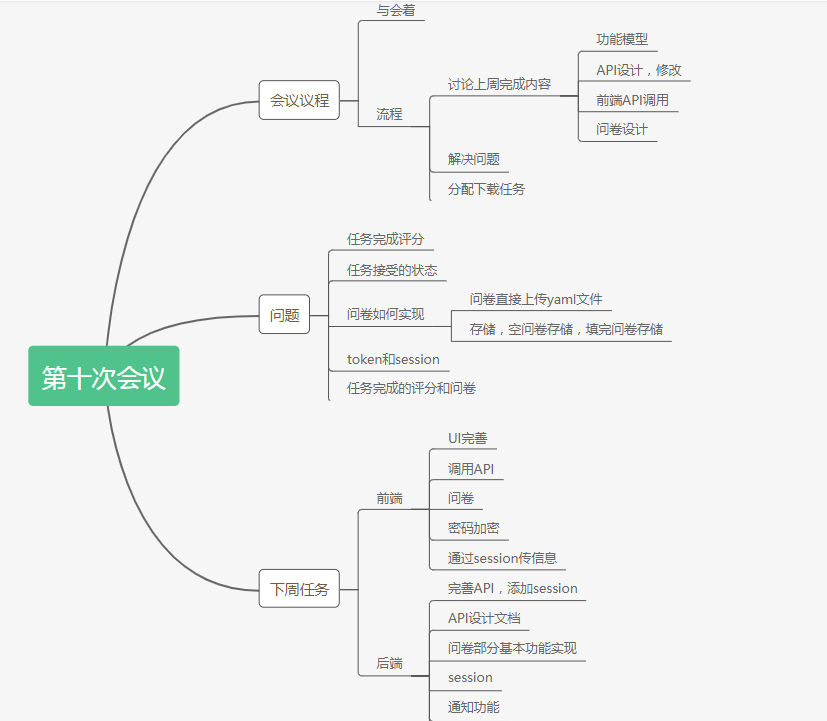 第十次会议
会议议程
与会着
流程
讨论上周完成内容
功能模型
API设计，修改
前端API调用
问卷设计
解决问题
分配下载任务
问题
任务完成评分
任务接受的状态
问卷如何实现
问卷直接上传yaml文件
存储，空问卷存储，填完问卷存储
token和session
任务完成的评分和问卷
下周任务
前端
UI完善
调用API
问卷
密码加密
通过session传信息
后端
完善API，添加session
API设计文档
问卷部分基本功能实现
session
通知功能